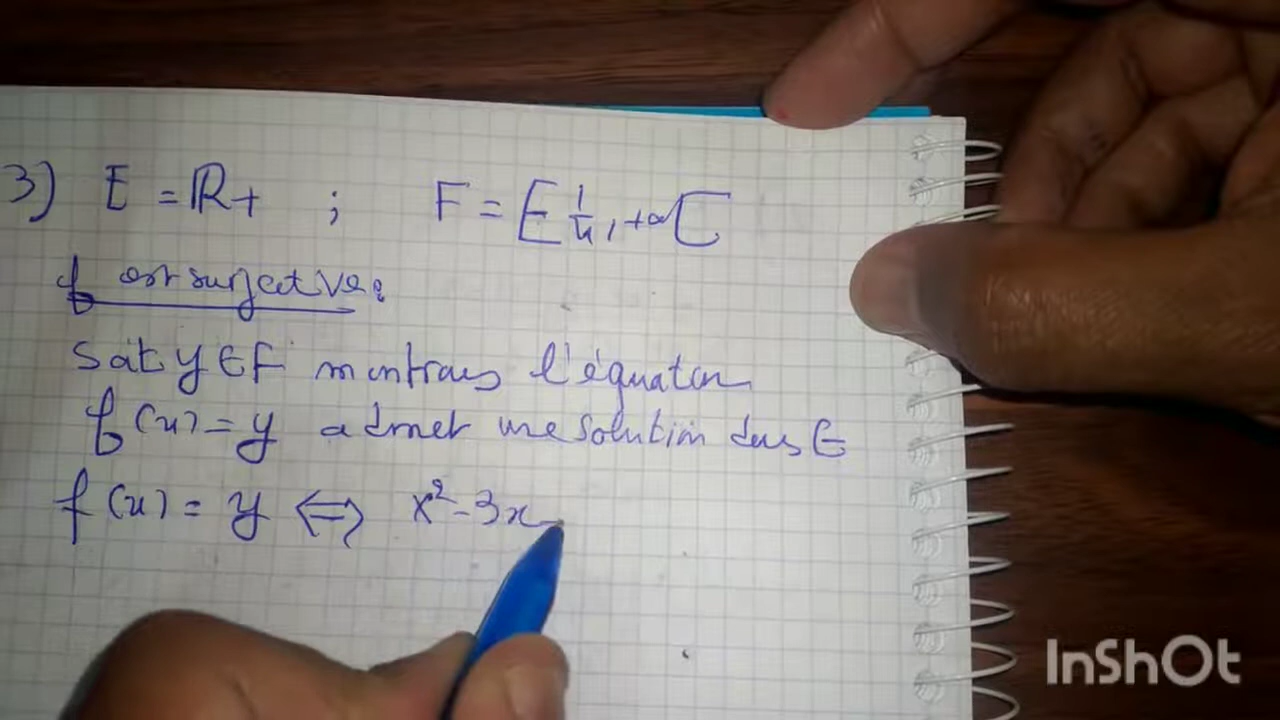 3) E = ℝ+ ; F = [1/4, +∞[
f est surjective?
Soit y ∈ F montrons l'équation
f(x) = y admet une solution dans E
f(x) = y ⟺ x² - 3x
InShOt